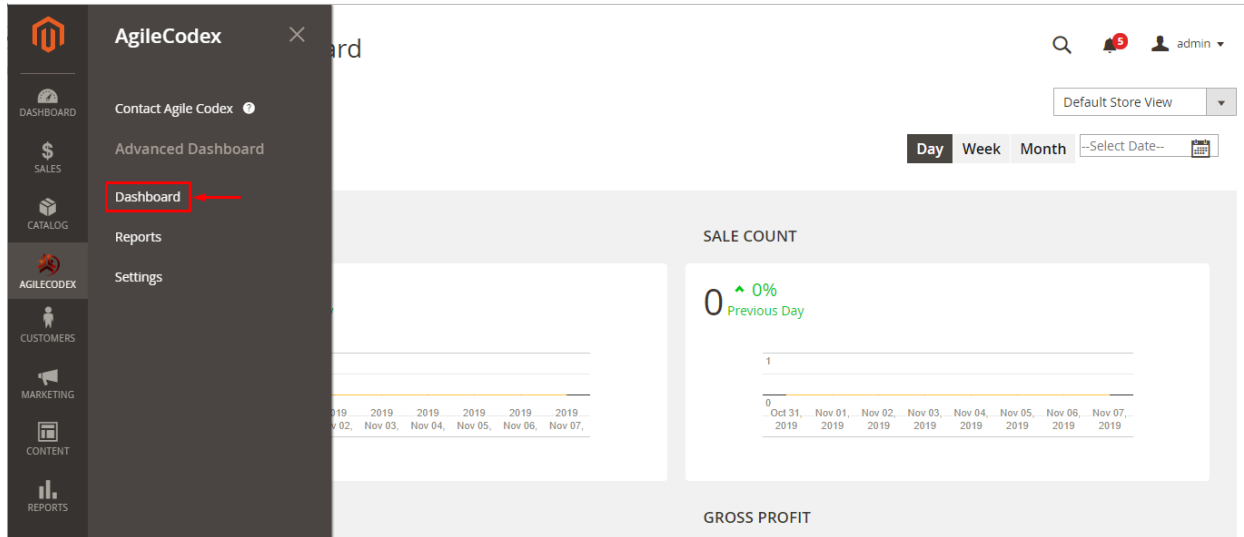 AgileCodex
ard
5
admin
DASHBOARD
Contact Agile Codex ?
Default Store View
Advanced Dashboard
Day Week Month --Select Date--
$
SALES
Dashboard
CATALOG
Reports
SALE COUNT
AGILECODEX
Settings
0 0%
Previous Day
CUSTOMERS
1
MARKETING
0
019 2019 2019 2019 2019 2019
v 02, Nov 03, Nov 04, Nov 05, Nov 06, Nov 07,
Oct 31, Nov 01, Nov 02, Nov 03, Nov 04, Nov 05, Nov 06, Nov 07,
2019 2019 2019 2019 2019 2019 2019 2019
CONTENT
REPORTS
GROSS PROFIT